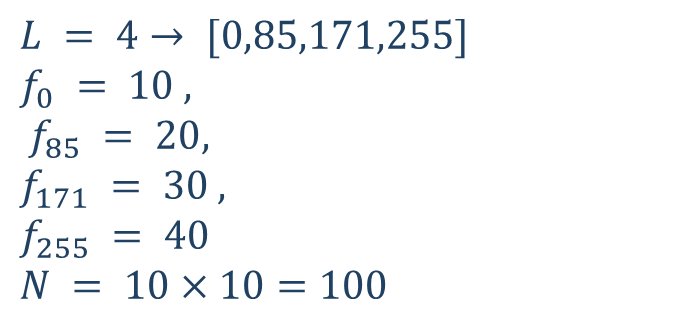 L = 4 → [0,85,171,255]
f₀ = 10 ,
f₈₅ = 20,
f₁₇₁ = 30 ,
f₂₅₅ = 40
N = 10 × 10 = 100